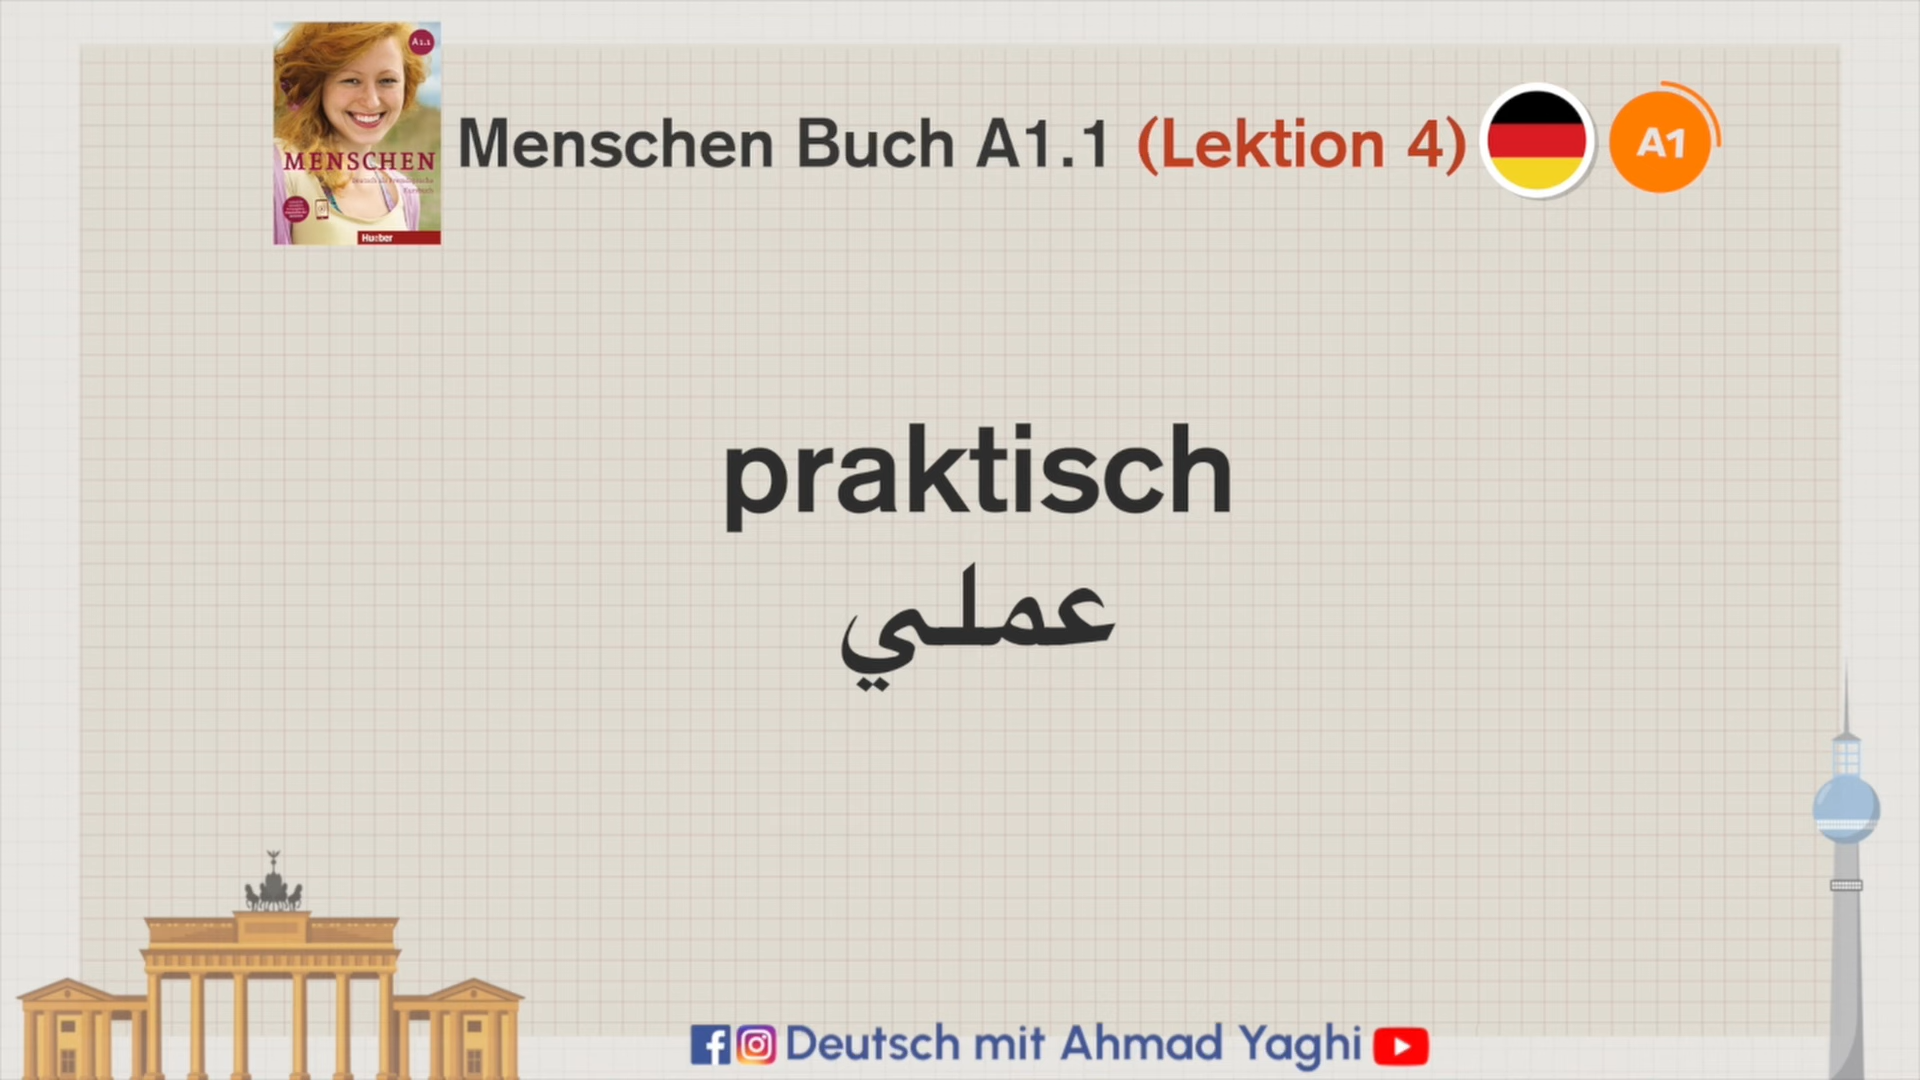 A1.1
MENSCHEN
Hueber
Menschen Buch A1.1 (Lektion 4)
A1
praktisch
عملي
Deutsch mit Ahmad Yaghi